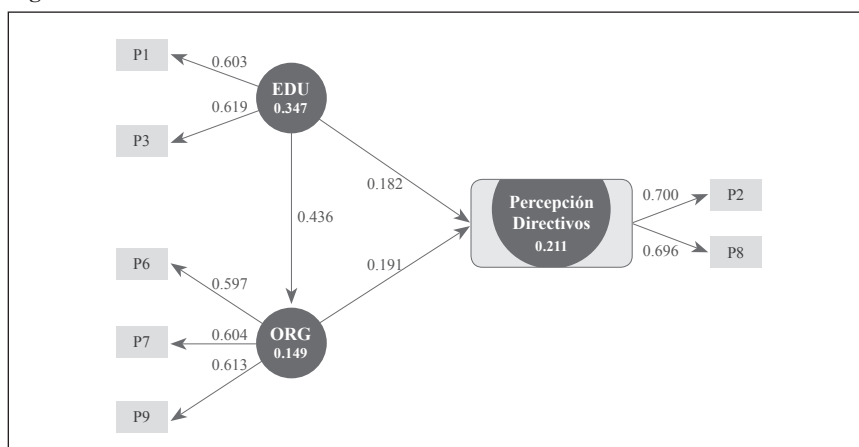 P1
0.603
EDU
0.347
0.619
P3
0.182
Percepción
Directivos
0.211
0.700
P2
0.696
P8
0.436
P6
0.597
0.191
ORG
0.149
P7
0.604
0.613
P9